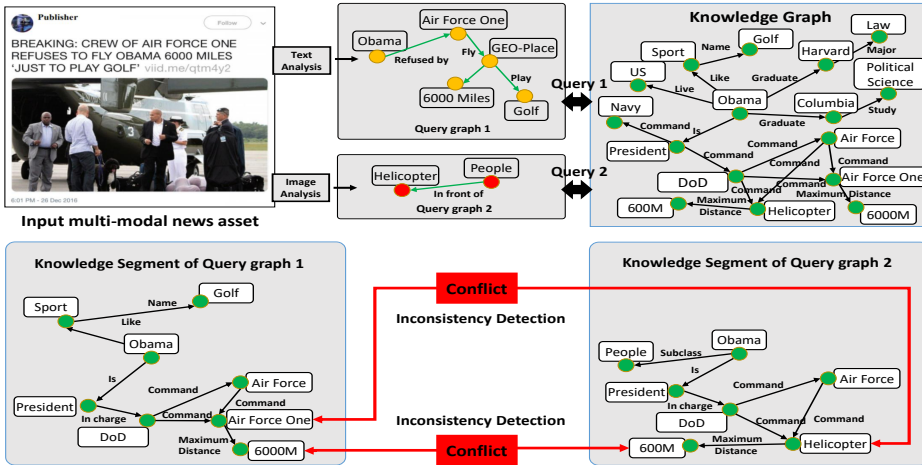 Publisher
Follow
BREAKING: CREW OF AIR FORCE ONE
REFUSES TO FLY OBAMA 6000 MILES
'JUST TO PLAY GOLF' viid.me/qtm4y2
6:01 PM - 26 Dec 2016
Input multi-modal news asset
Text
Analysis
Image
Analysis
Obama
Air Force One
GEO-Place
Refused by
Fly
Play
6000 Miles
Golf
Query graph 1
Helicopter
People
In front of
Query graph 2
Query 1
Query 2
Knowledge Graph
Law
Golf
Name
Harvard
Major
Sport
US
Like
Graduate
Political
Science
Live
Navy
Obama
Columbia
Study
Graduate
Command
Is
Air Force
President
Command
Command
Command
Command
DoD
Command
Command
Air Force One
Maximum
Distance
600M
Maximum
Distance
Helicopter
6000M
Knowledge Segment of Query graph 1
Name
Golf
Sport
Like
Obama
Is
Command
Air Force
President
Command
In charge
Command
Air Force One
DoD
Maximum
Distance
6000M
Conflict
Inconsistency Detection
Inconsistency Detection
Conflict
Knowledge Segment of Query graph 2
Obama
People
Subclass
Is
Command
Air Force
President
In charge
Command
Command
DoD
Maximum
Distance
600M
Helicopter